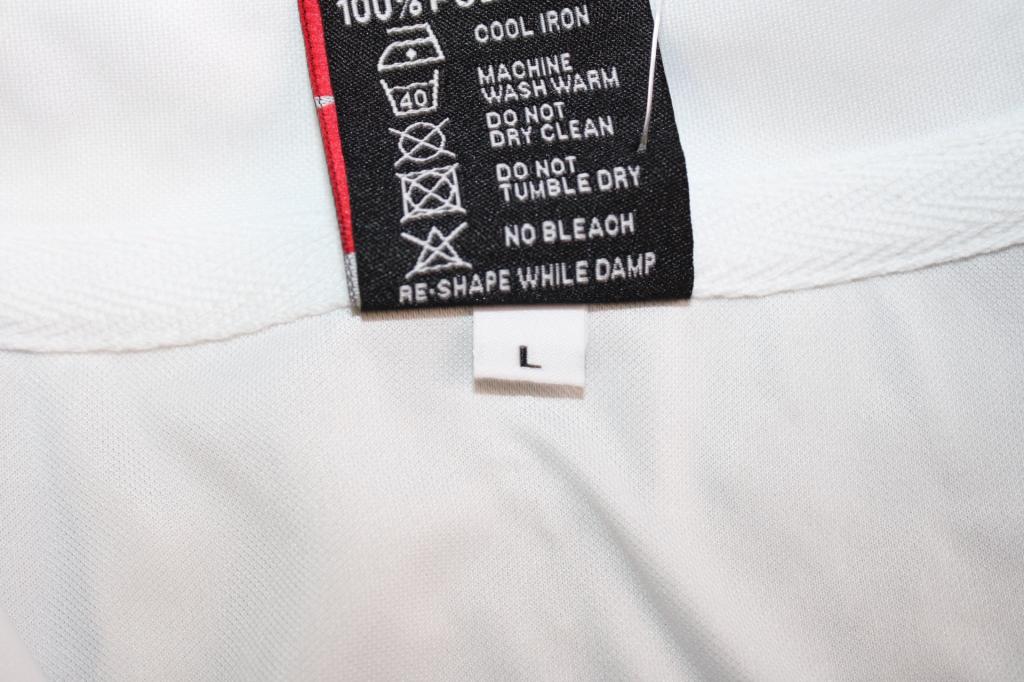 100%
COOL IRON
MACHINE
WASH WARM
40
DO NOT
DRY CLEAN
DO NOT
TUMBLE DRY
NO BLEACH
RE-SHAPE WHILE DAMP
L